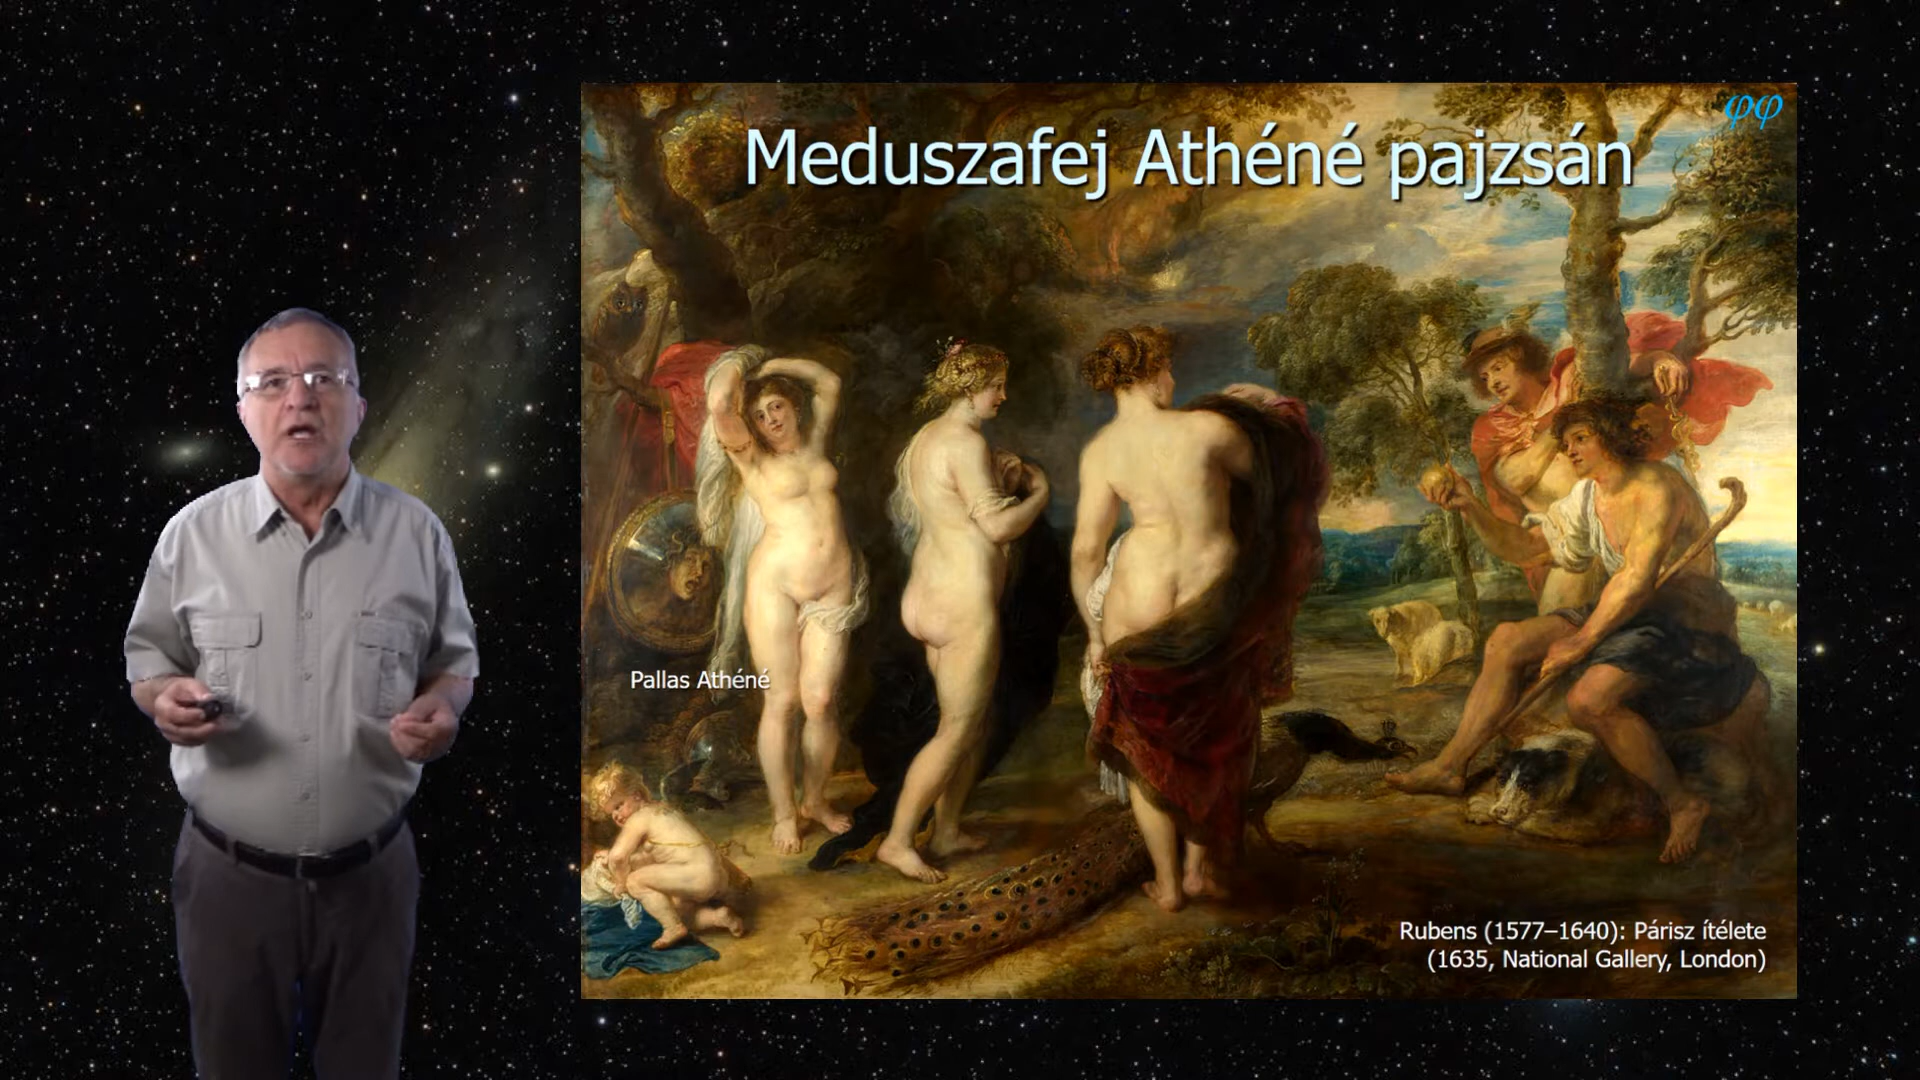 φφ
Meduszafej Athéné pajzsán
Pallas Athéné
Rubens (1577–1640): Párisz ítélete
(1635, National Gallery, London)